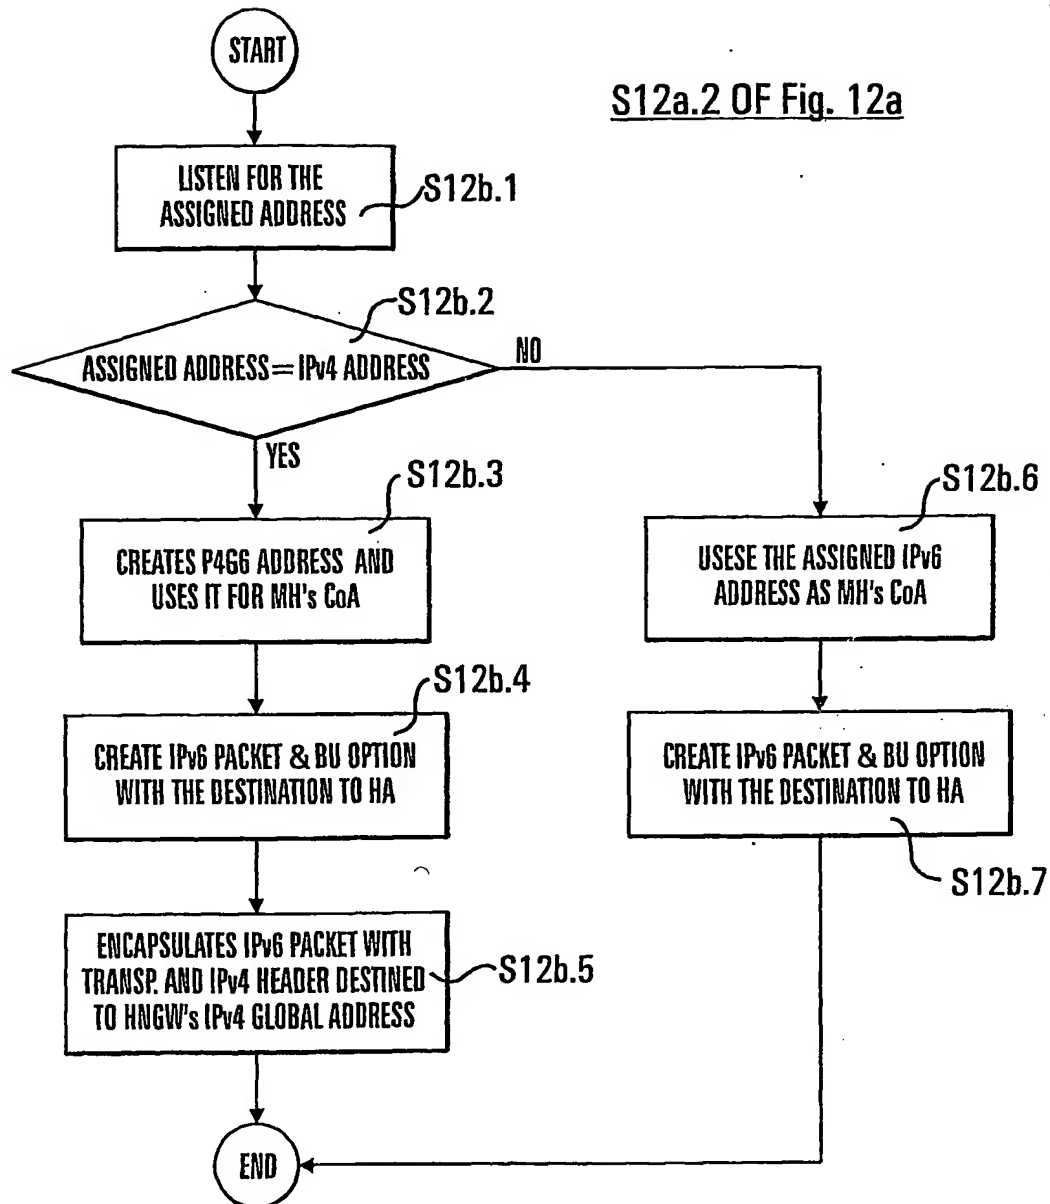 START
S12a.2 OF Fig. 12a
LISTEN FOR THE
ASSIGNED ADDRESS
S12b.1
S12b.2
ASSIGNED ADDRESS=IPv4 ADDRESS
NO
YES
S12b.3
CREATES P4G6 ADDRESS AND
USES IT FOR MH's CoA
S12b.6
USESE THE ASSIGNED IPv6
ADDRESS AS MH's CoA
S12b.4
CREATE IPv6 PACKET & BU OPTION
WITH THE DESTINATION TO HA
CREATE IPv6 PACKET & BU OPTION
WITH THE DESTINATION TO HA
S12b.7
ENCAPSULATES IPv6 PACKET WITH
TRANSP. AND IPv4 HEADER DESTINED
TO HNGW's IPv4 GLOBAL ADDRESS
S12b.5
END